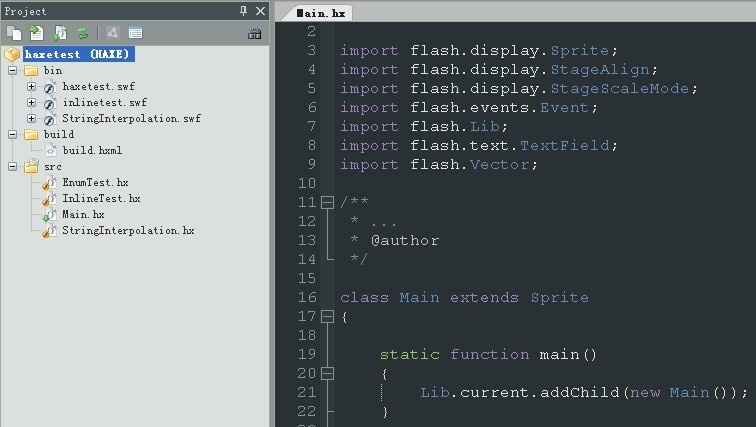 Project
haxetest (HAXE)
bin
haxetest.swf
inlinetest.swf
StringInterpolation.swf
build
build.hxml
src
EnumTest.hx
InlineTest.hx
Main.hx
StringInterpolation.hx
Main.hx
2
3 import flash.display.Sprite;
4 import flash.display.StageAlign;
5 import flash.display.StageScaleMode;
6 import flash.events.Event;
7 import flash.Lib;
8 import flash.text.TextField;
9 import flash.Vector;
10
11 /**
12 * ...
13 * @author
14 */
15
16 class Main extends Sprite
17 {
18
19 static function main()
20 {
21 Lib.current.addChild(new Main());
22 }